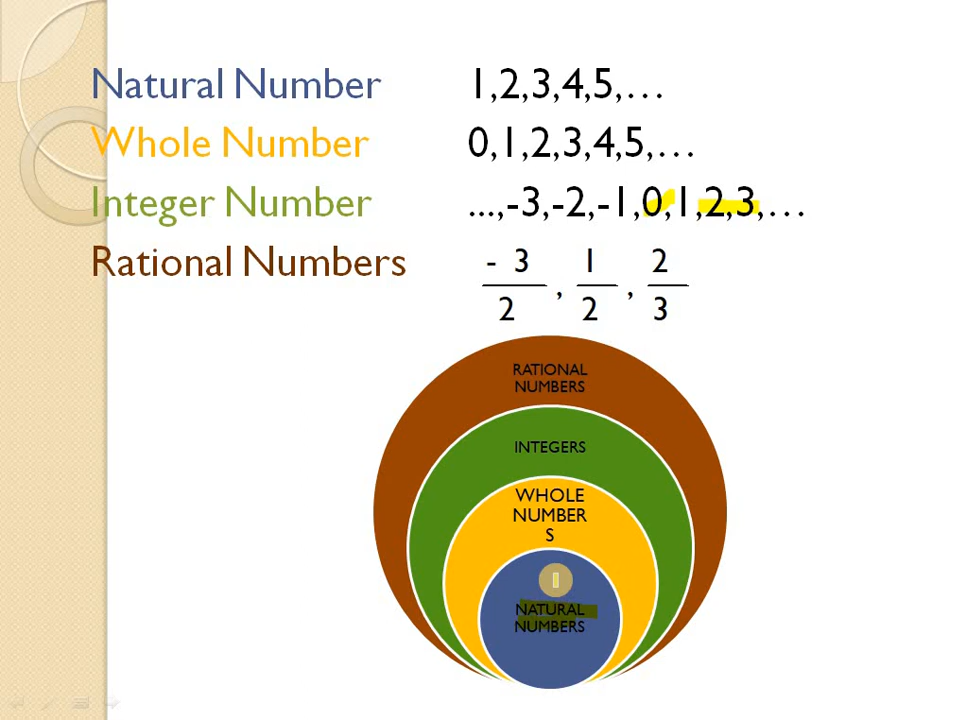 Natural Number 1,2,3,4,5,…
Whole Number 0,1,2,3,4,5,…
Integer Number ...,-3,-2,-1,0,1,2,3,…
Rational Numbers - 3/2 , 1/2 , 2/3
RATIONAL
NUMBERS
INTEGERS
WHOLE
NUMBER
S
NATURAL
NUMBERS